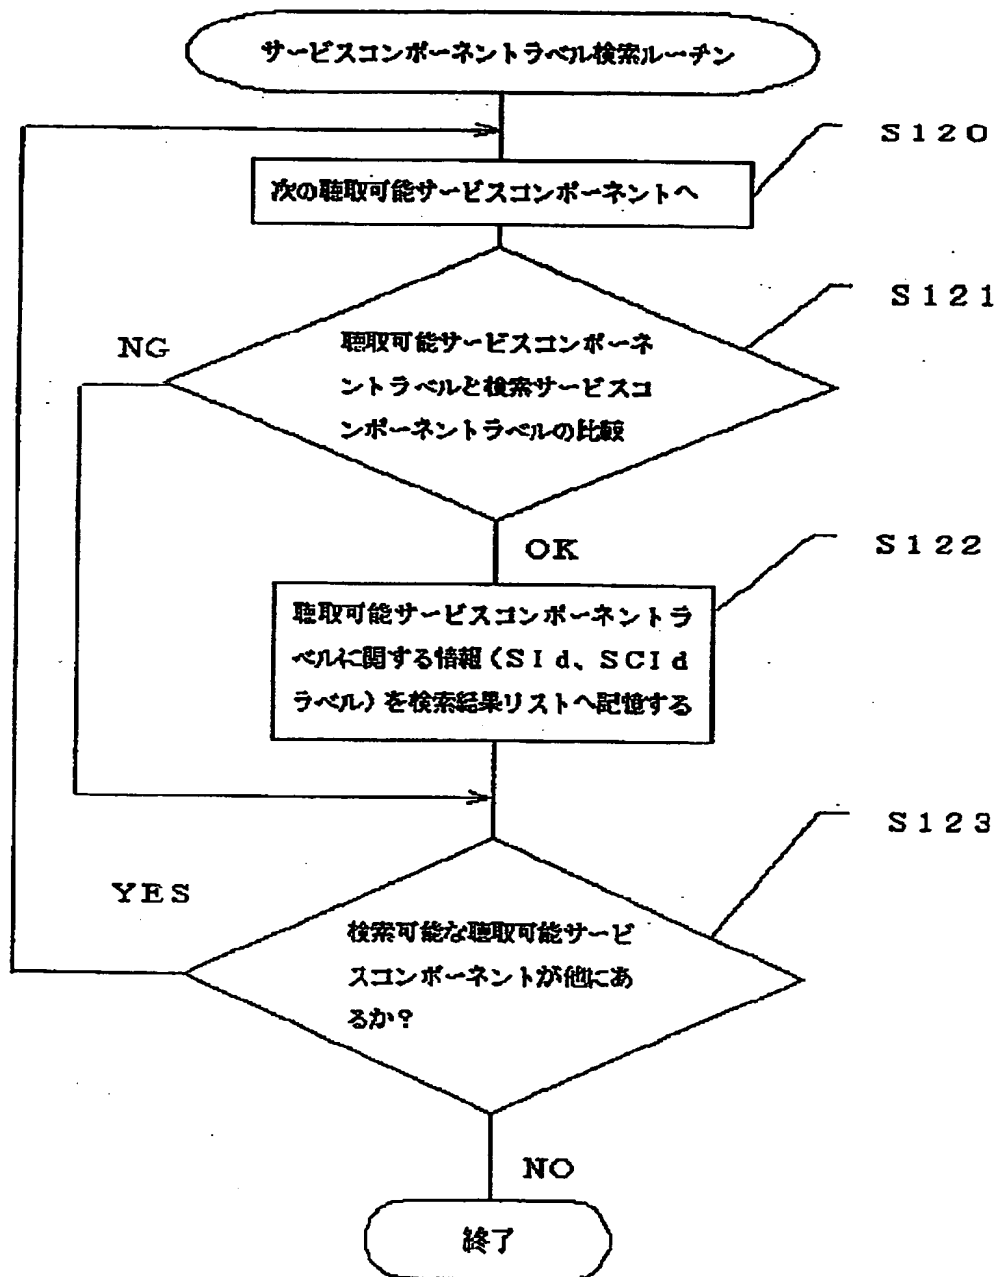 サービスコンポーネントラベル検索ルーチン
S120
次の聴取可能サービスコンポーネントへ
S121
NG
聴取可能サービスコンポーネ
ントラベルと検索サービスコ
ンポーネントラベルの比較
OK
S122
聴取可能サービスコンポーネントラ
ベルに関する情報(SId、SCId
ラベル)を検索結果リストへ記憶する
S123
YES
検索可能な聴取可能サービ
スコンポーネントが他にあ
るか?
NO
終了